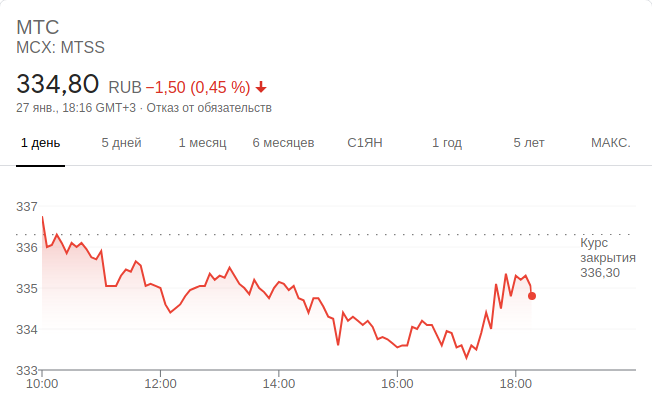 МТС
MCX: MTSS
334,80 RUB −1,50 (0,45 %)
27 янв., 18:16 GMT+3 · Отказ от обязательств
1 день 5 дней 1 месяц 6 месяцев С1ЯН 1 год 5 лет МАКС.
337
336
335
334
333
Курс
закрытия
336,30
10:00 12:00 14:00 16:00 18:00